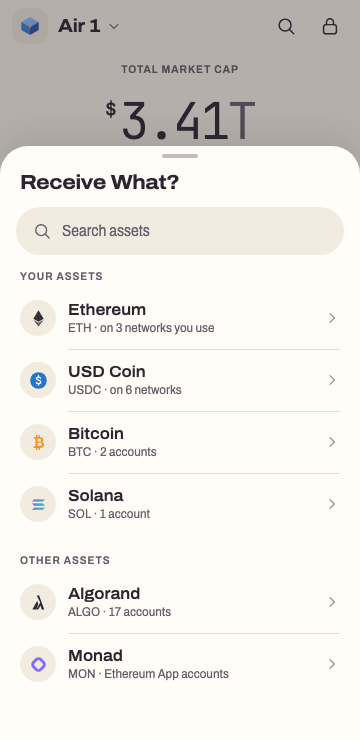 Air 1
TOTAL MARKET CAP
$3.41T
Receive What?
Search assets
YOUR ASSETS
Ethereum
ETH · on 3 networks you use
USD Coin
USDC · on 6 networks
Bitcoin
BTC · 2 accounts
Solana
SOL · 1 account
OTHER ASSETS
Algorand
ALGO · 17 accounts
Monad
MON · Ethereum App accounts